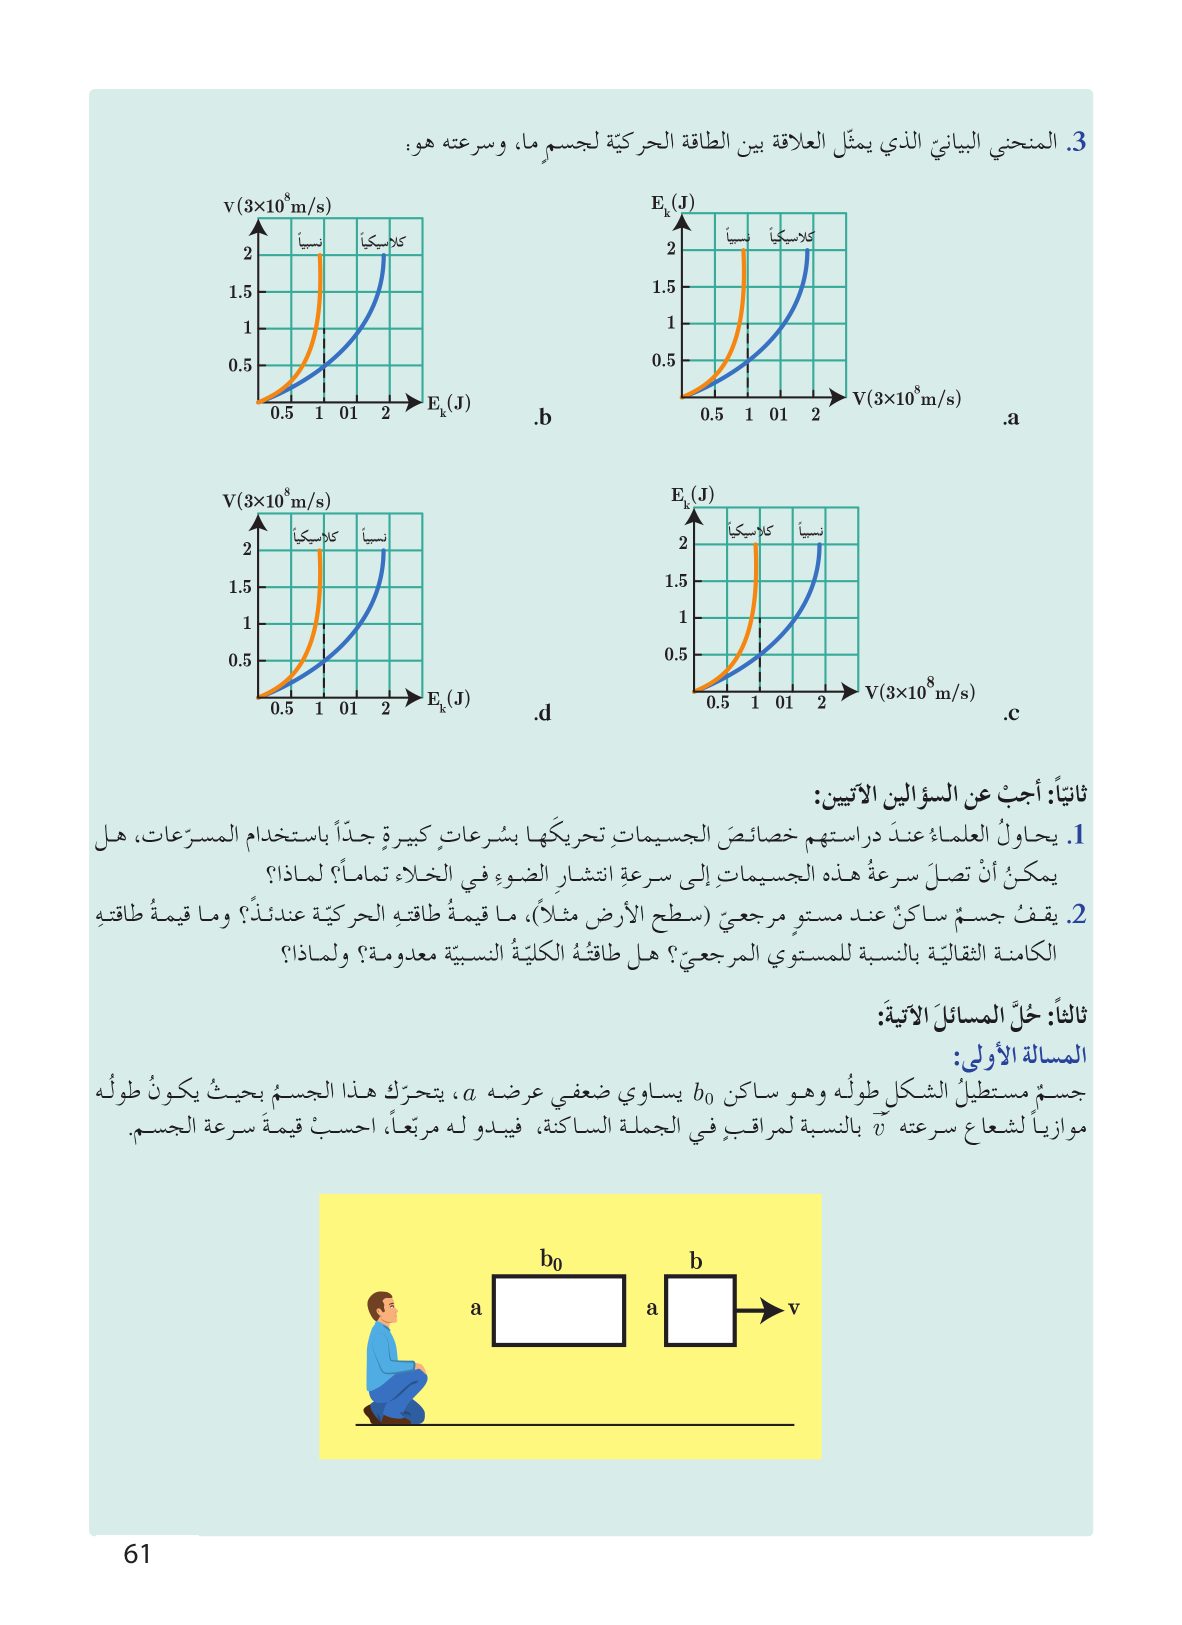 3. المنحني البيانيّ الذي يمثّل العلاقة بين الطاقة الحركيّة لجسمٍ ما، وسرعته هو:
E_k(J)
كلاسيكياً نسبياً
2
1.5
1
0.5
0.5 1 01 2
V(3×10⁸m/s)
.a
v(3×10⁸m/s)
كلاسيكياً نسبياً
2
1.5
1
0.5
0.5 1 01 2
E_k(J)
.b
E_k(J)
نسبياً كلاسيكياً
2
1.5
1
0.5
0.5 1 01 2
V(3×10⁸m/s)
.c
V(3×10⁸m/s)
نسبياً كلاسيكياً
2
1.5
1
0.5
0.5 1 01 2
E_k(J)
.d
ثانيّاً: أجبْ عن السؤالين الآتيين:
1. يحاولُ العلماءُ عندَ دراستهم خصائصَ الجسيماتِ تحريكَها بسُرعاتٍ كبيرةٍ جدّاً باستخدام المسرّعات، هل
يمكنُ أنْ تصلَ سرعةُ هذه الجسيماتِ إلى سرعةِ انتشارِ الضوءِ في الخلاء تماماً؟ لماذا؟
2. يقفُ جسمٌ ساكنٌ عند مستوٍ مرجعيّ (سطح الأرض مثلاً)، ما قيمةُ طاقتهِ الحركيّة عندئذٍ؟ وما قيمةُ طاقتهِ
الكامنة الثقاليّة بالنسبة للمستوي المرجعيّ؟ هل طاقتُهُ الكليّةُ النسبيّة معدومة؟ ولماذا؟
ثالثاً: حُلَّ المسائلَ الآتيةَ:
المسالة الأولى:
جسمٌ مستطيلُ الشكلِ طولُه وهو ساكن b₀ يساوي ضعفي عرضه a، يتحرّك هذا الجسمُ بحيثُ يكونُ طولُه
موازياً لشعاع سرعته v⃗ بالنسبة لمراقبٍ في الجملة الساكنة، فيبدو له مربّعاً، احسبْ قيمةَ سرعة الجسم.
b₀ b
a a v
61